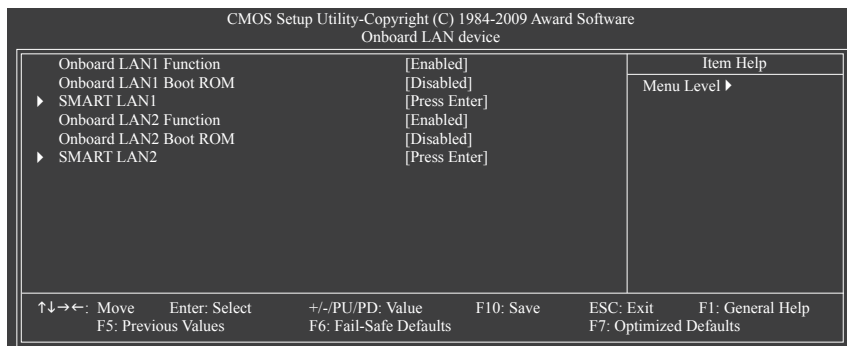 CMOS Setup Utility-Copyright (C) 1984-2009 Award Software
Onboard LAN device
Onboard LAN1 Function [Enabled]
Onboard LAN1 Boot ROM [Disabled]
▶ SMART LAN1 [Press Enter]
Onboard LAN2 Function [Enabled]
Onboard LAN2 Boot ROM [Disabled]
▶ SMART LAN2 [Press Enter]
Item Help
Menu Level ▶
↑↓→←: Move Enter: Select +/-/PU/PD: Value F10: Save ESC: Exit F1: General Help
F5: Previous Values F6: Fail-Safe Defaults F7: Optimized Defaults